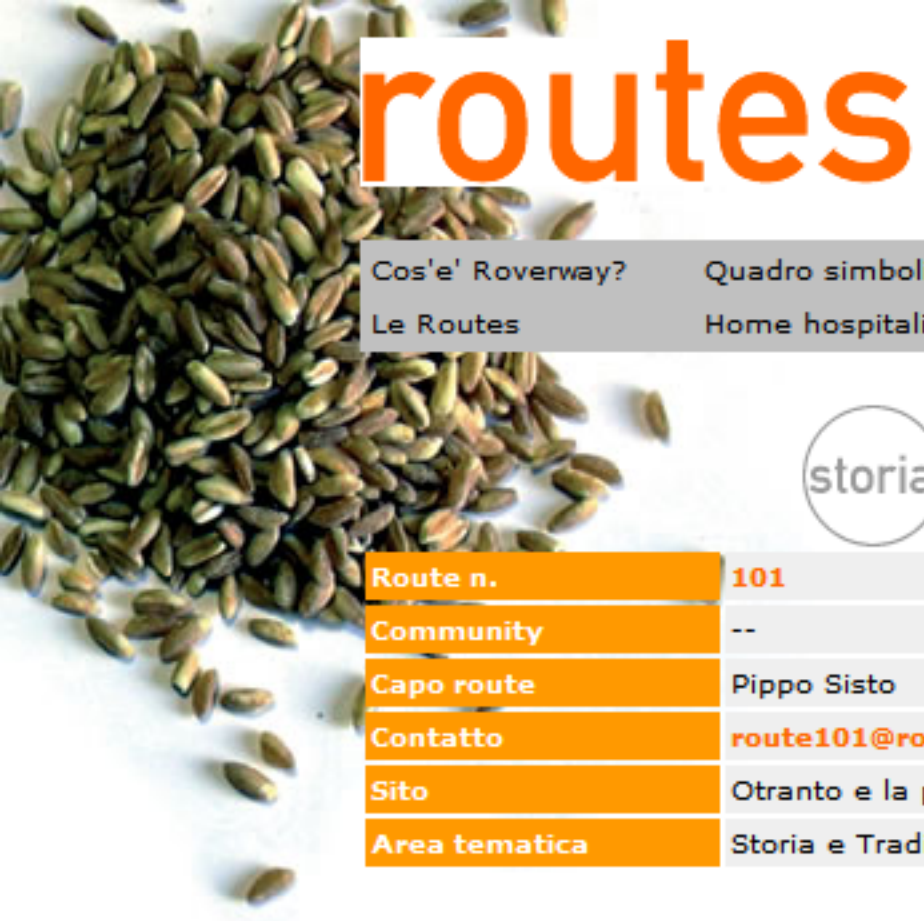 routes
Cos'e' Roverway? Quadro simbol
Le Routes Home hospitali
storia
Route n. 101
Community --
Capo route Pippo Sisto
Contatto route101@ro
Sito Otranto e la
Area tematica Storia e Trad